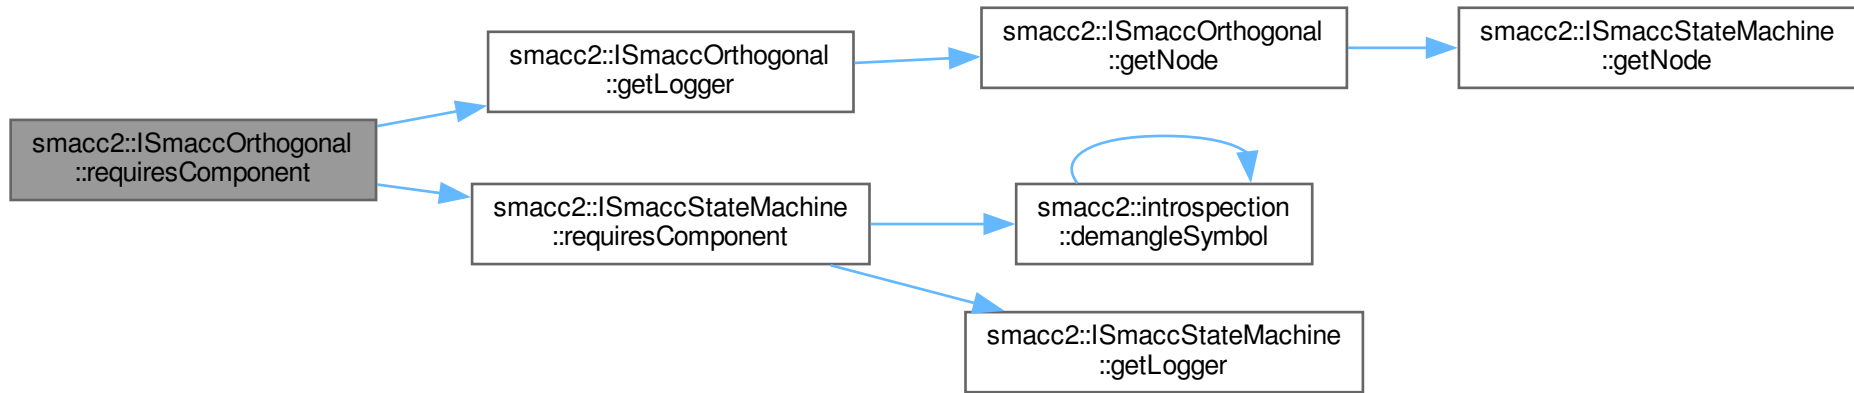 smacc2::ISmaccOrthogonal
::requiresComponent
smacc2::ISmaccOrthogonal
::getLogger
smacc2::ISmaccOrthogonal
::getNode
smacc2::ISmaccStateMachine
::getNode
smacc2::ISmaccStateMachine
::requiresComponent
smacc2::introspection
::demangleSymbol
smacc2::ISmaccStateMachine
::getLogger